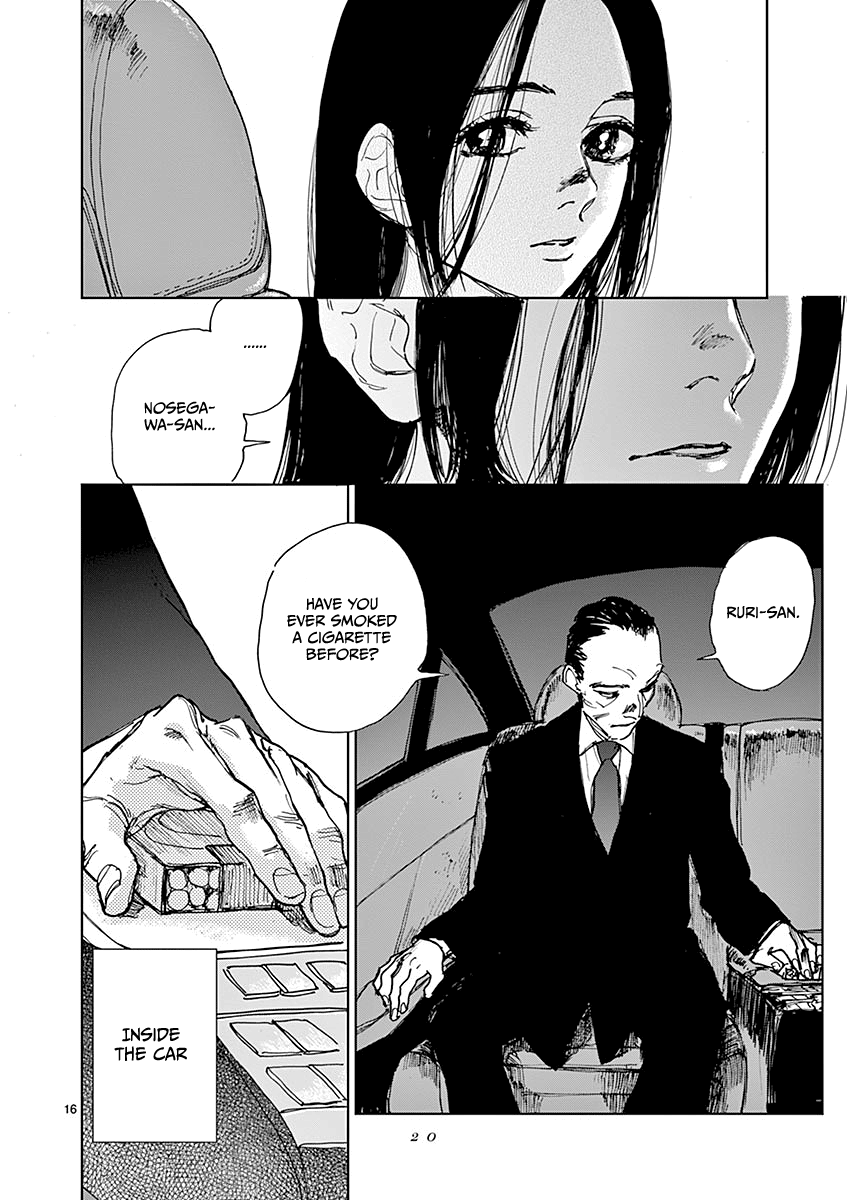 ......
NOSEGA-
WA-SAN...
RURI-SAN.
HAVE YOU
EVER SMOKED
A CIGARETTE
BEFORE?
INSIDE
THE CAR
16
20